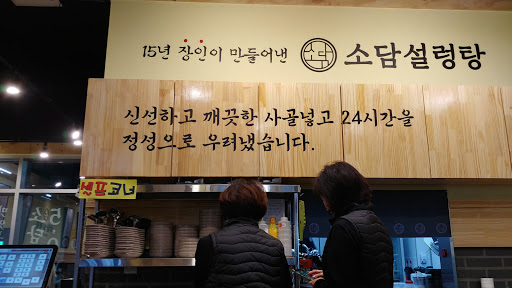 15년 장인이 만들어낸 소담 소담설렁탕
신선하고 깨끗한 사골넣고 24시간을
정성으로 우려냈습니다.
셀프코너